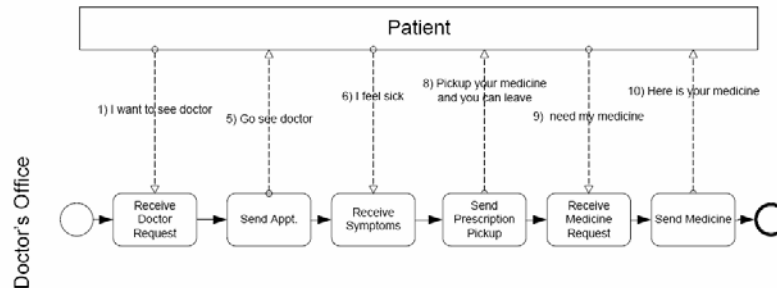 Patient
1) I want to see doctor
5) Go see doctor
6) I feel sick
8) Pickup your medicine
and you can leave
9) need my medicine
10) Here is your medicine
Doctor's Office
Receive
Doctor
Request
Send Appt.
Receive
Symptoms
Send
Prescription
Pickup
Receive
Medicine
Request
Send Medicine